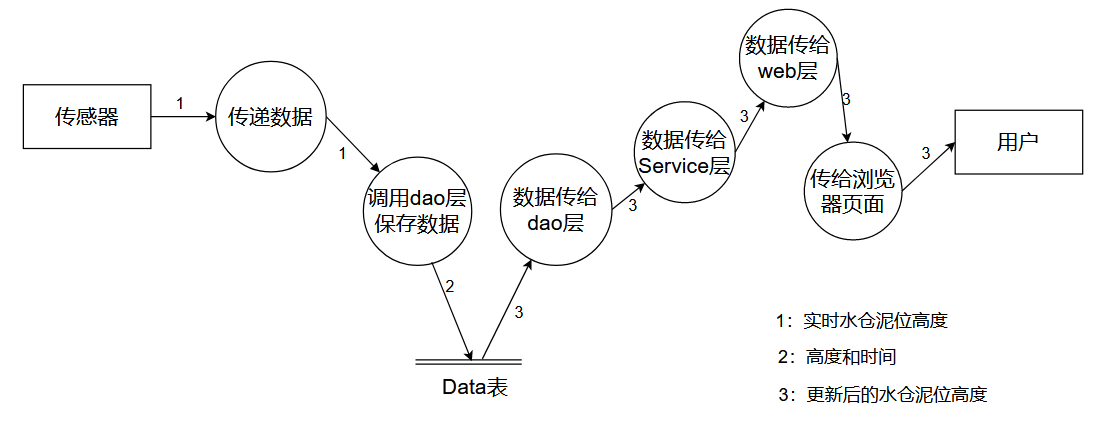 传感器
1
传递数据
1
调用dao层
保存数据
2
Data表
3
数据传给
dao层
3
数据传给
Service层
3
数据传给
web层
3
传给浏览
器页面
3
用户
1：实时水仓泥位高度
2：高度和时间
3：更新后的水仓泥位高度